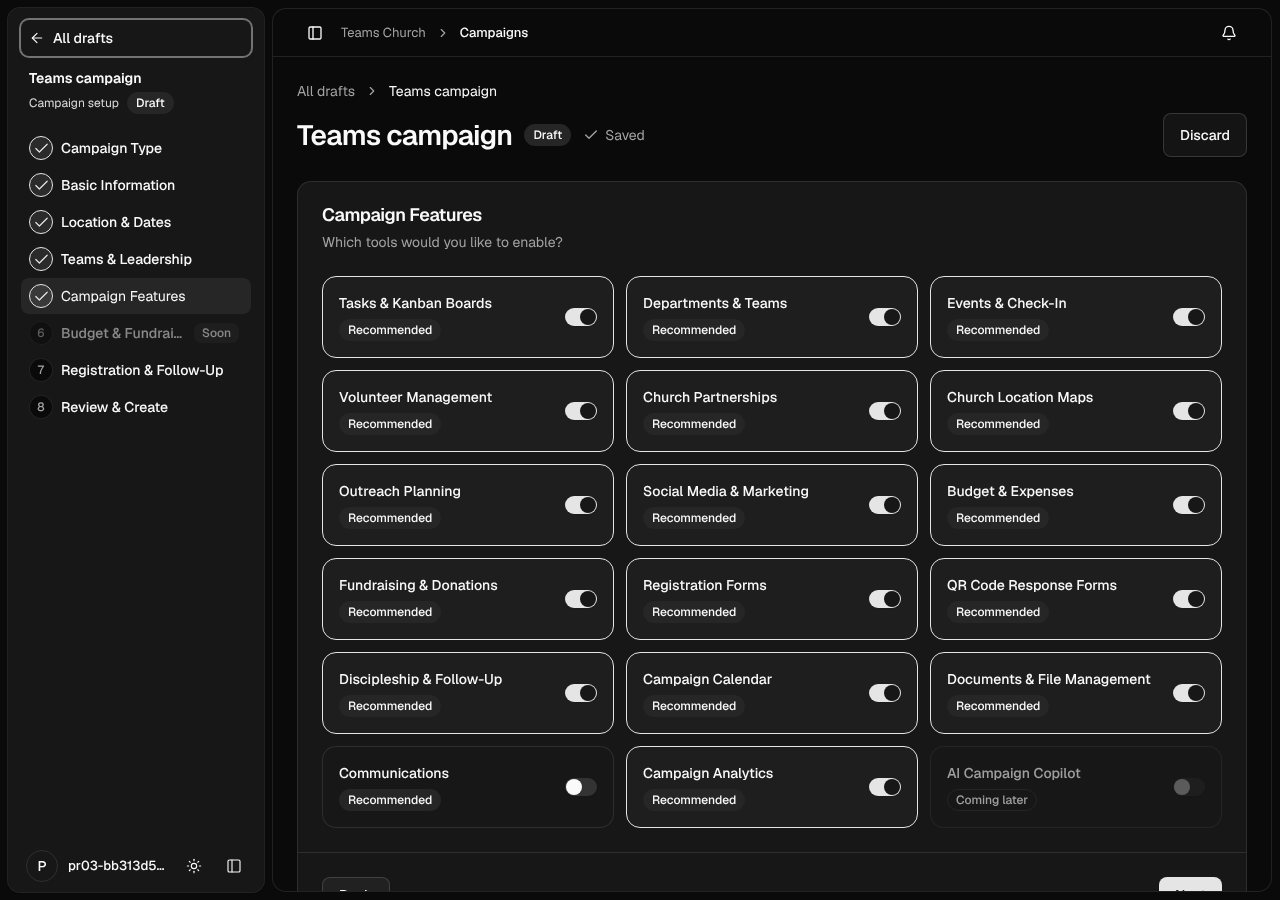 All drafts
Teams campaign
Campaign setup Draft
Campaign Type
Basic Information
Location & Dates
Teams & Leadership
Campaign Features
6 Budget & Fundrai... Soon
7 Registration & Follow-Up
8 Review & Create
P pr03-bb313d5...
Teams Church > Campaigns
All drafts > Teams campaign
Teams campaign Draft Saved
Discard
Campaign Features
Which tools would you like to enable?
Tasks & Kanban Boards
Recommended
Departments & Teams
Recommended
Events & Check-In
Recommended
Volunteer Management
Recommended
Church Partnerships
Recommended
Church Location Maps
Recommended
Outreach Planning
Recommended
Social Media & Marketing
Recommended
Budget & Expenses
Recommended
Fundraising & Donations
Recommended
Registration Forms
Recommended
QR Code Response Forms
Recommended
Discipleship & Follow-Up
Recommended
Campaign Calendar
Recommended
Documents & File Management
Recommended
Communications
Recommended
Campaign Analytics
Recommended
AI Campaign Copilot
Coming later